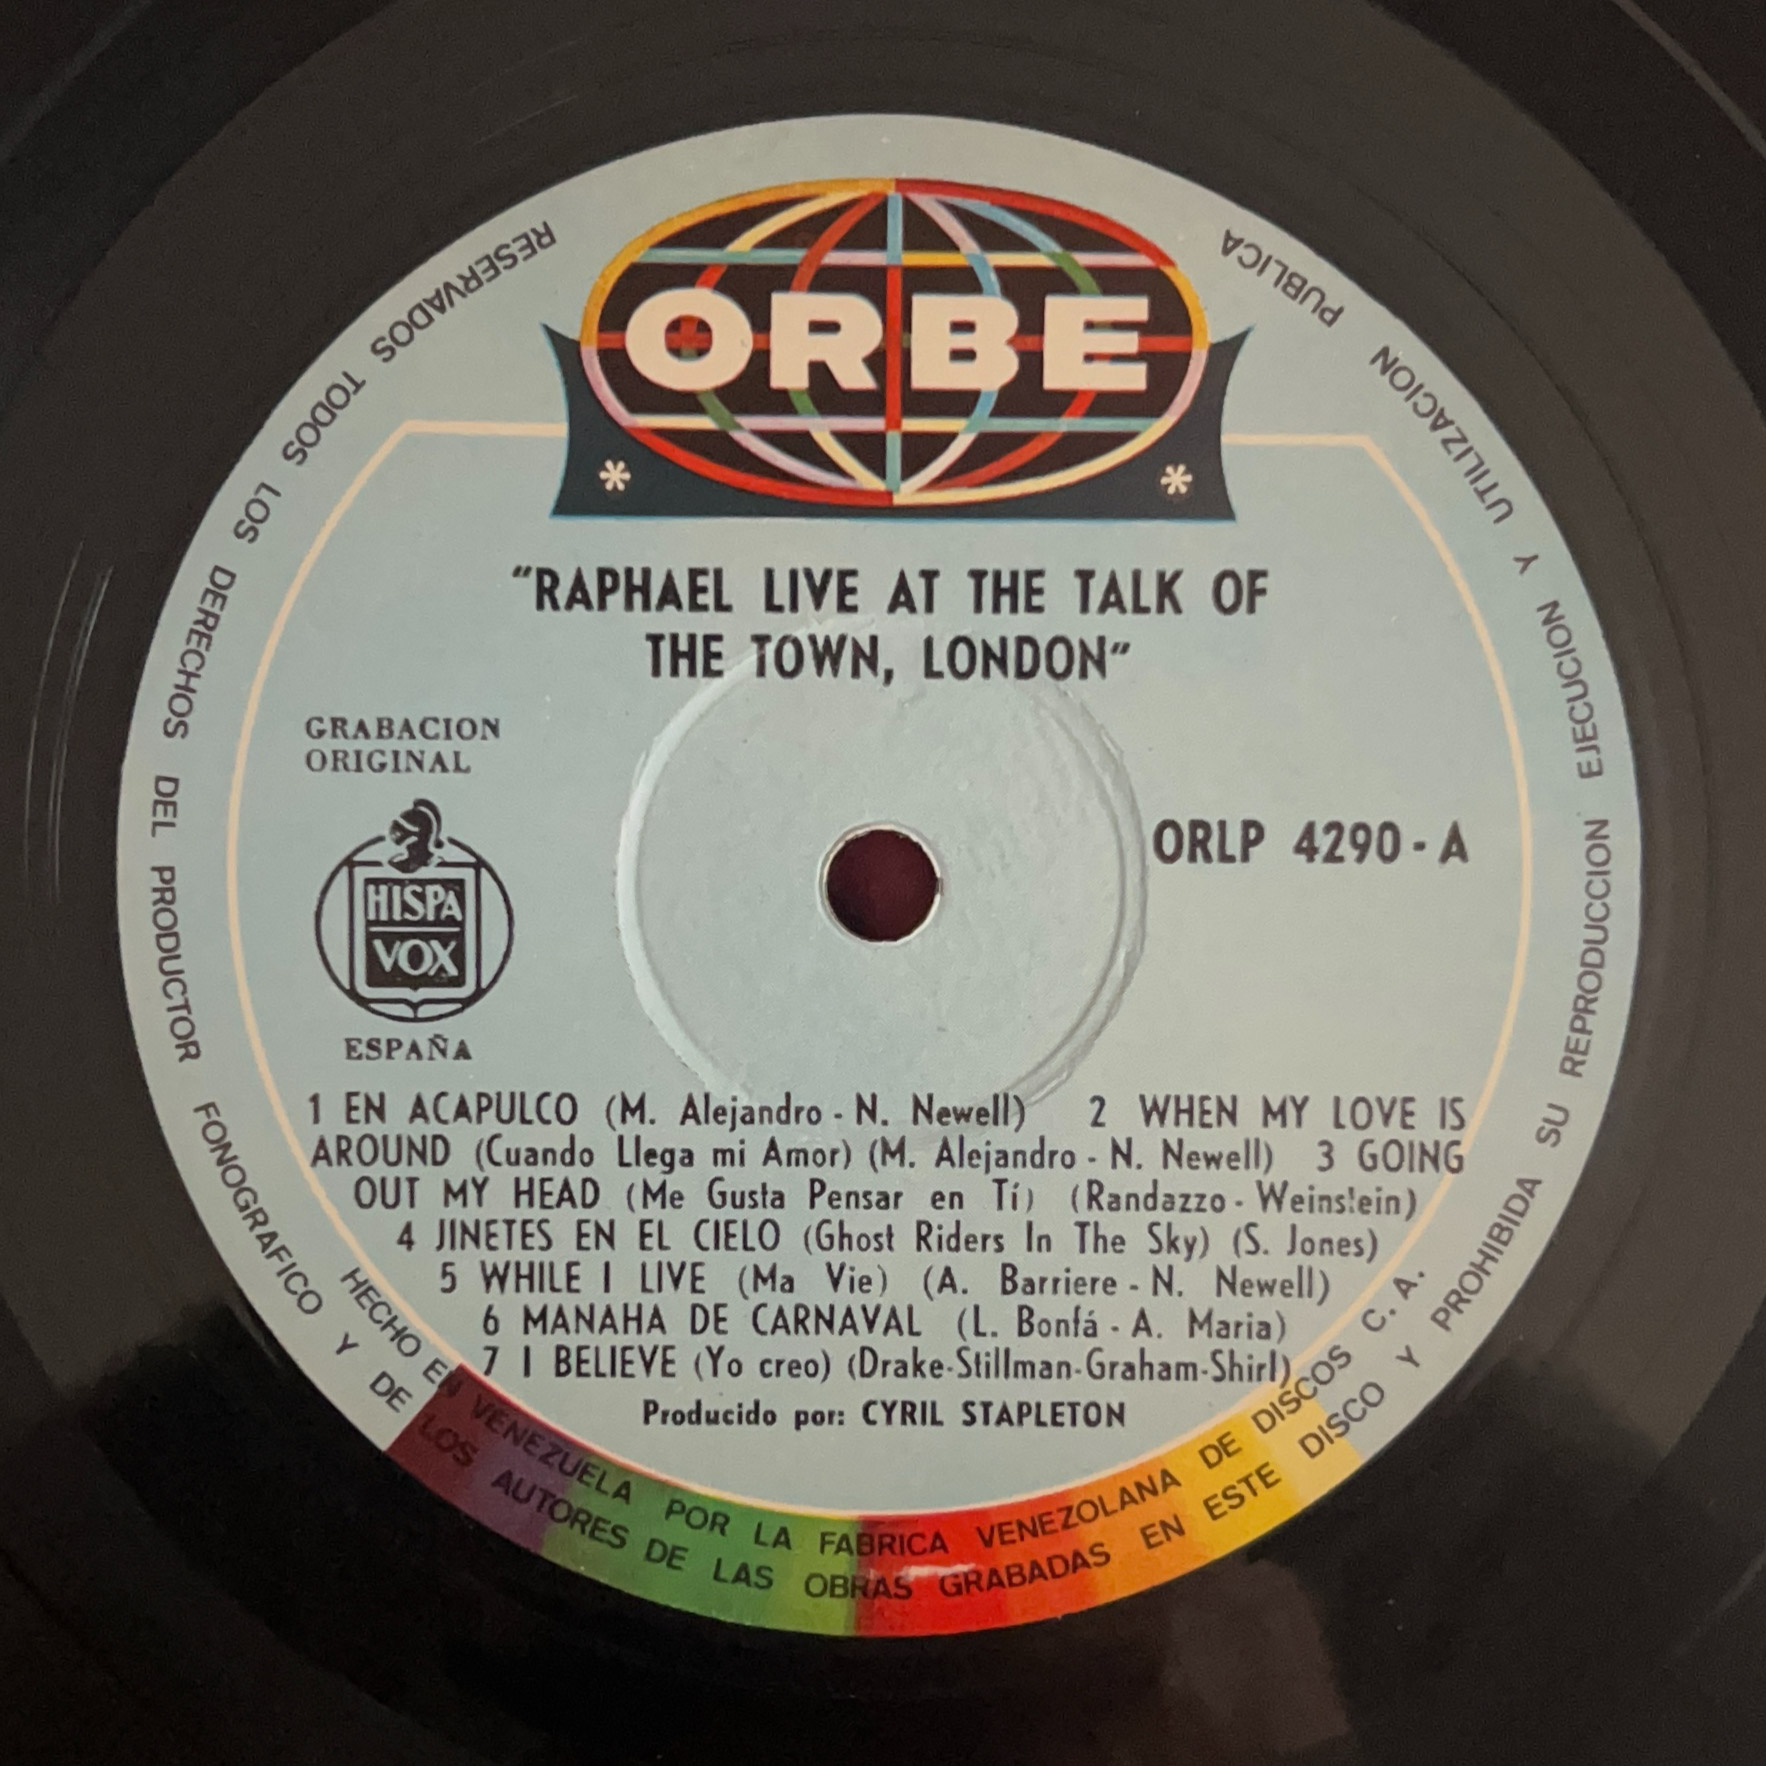 ORBE
* *
"RAPHAEL LIVE AT THE TALK OF
THE TOWN, LONDON"
GRABACION
ORIGINAL
HISPA
VOX
ESPAÑA
ORLP 4290-A
1 EN ACAPULCO (M. Alejandro - N. Newell) 2 WHEN MY LOVE IS
AROUND (Cuando Llega mi Amor) (M. Alejandro - N. Newell) 3 GOING
OUT MY HEAD (Me Gusta Pensar en Tí) (Randazzo - Weinstein)
4 JINETES EN EL CIELO (Ghost Riders In The Sky) (S. Jones)
5 WHILE I LIVE (Ma Vie) (A. Barriere - N. Newell)
6 MANAHA DE CARNAVAL (L. Bonfá - A. Maria)
7 I BELIEVE (Yo creo) (Drake-Stillman-Graham-Shirl)
Producido por: CYRIL STAPLETON
HECHO EN VENEZUELA POR LA FABRICA VENEZOLANA DE DISCOS C. A.
RESERVADOS TODOS LOS DERECHOS DEL PRODUCTOR FONOGRAFICO Y DE LOS AUTORES DE LAS OBRAS GRABADAS EN ESTE DISCO Y PROHIBIDA SU REPRODUCCION EJECUCION Y UTILIZACION PUBLICA